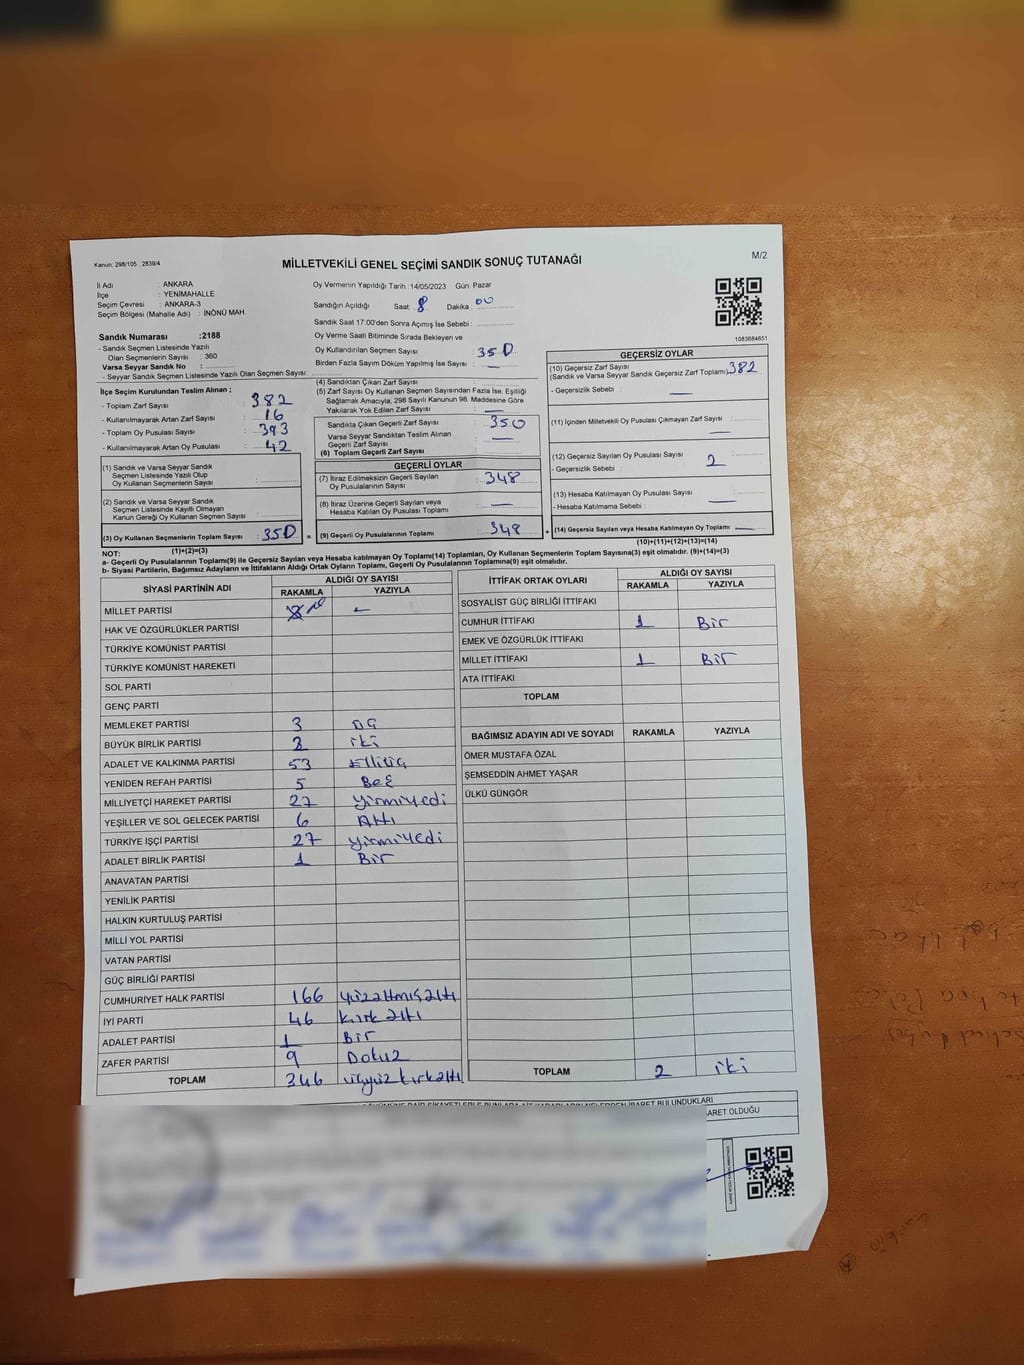 Kanun; 298/105 , 2839/4
MİLLETVEKİLİ GENEL SEÇİMİ SANDIK SONUÇ TUTANAĞI
M/2
İl Adı : ANKARA
İlçe : YENİMAHALLE
Seçim Çevresi : ANKARA-3
Seçim Bölgesi (Mahalle Adı) : İNÖNÜ MAH.
Oy Vermenin Yapıldığı Tarih :14/05/2023 Gün: Pazar
Sandığın Açıldığı Saat: 8 Dakika: 00
Sandık Saat 17.00'den Sonra Açımış İse Sebebi :
Sandık Numarası :2188
- Sandık Seçmen Listesinde Yazılı
Olan Seçmenlerin Sayısı : 360
Varsa Seyyar Sandık No :
- Seyyar Sandık Seçmen Listesinde Yazılı Olan Seçmen Sayısı:
Oy Verme Saati Bitiminde Sırada Bekleyen ve
Oy Kullandırılan Seçmen Sayısı : 350
Birden Fazla Sayım Döküm Yapılmış İse Sayısı : —
1083684651
İlçe Seçim Kurulundan Teslim Alınan ;
- Toplam Zarf Sayısı : 382
- Kullanılmayarak Artan Zarf Sayısı : 16
- Toplam Oy Pusulası Sayısı : 393
- Kullanılmayarak Artan Oy Pusulası : 42
(1) Sandık ve Varsa Seyyar Sandık
Seçmen Listesinde Yazılı Olup
Oy Kullanan Seçmenlerin Sayısı :
(2) Sandık ve Varsa Seyyar Sandık
Seçmen Listesinde Kayıtlı Olmayan
Kanun Gereği Oy Kullanan Seçmen Sayısı :
(3) Oy Kullanan Seçmenlerin Toplam Sayısı : 350
(1)+(2)=(3)
(4) Sandıktan Çıkan Zarf Sayısı
(5) Zarf Sayısı Oy Kullanan Seçmen Sayısından Fazla İse, Eşitliği
Sağlamak Amacıyla; 298 Sayılı Kanunun 98. Maddesine Göre
Yakılarak Yok Edilen Zarf Sayısı : —
Sandıkta Çıkan Geçerli Zarf Sayısı : 350
Varsa Seyyar Sandıktan Teslim Alınan
Geçerli Zarf Sayısı : —
(6) Toplam Geçerli Zarf Sayısı
GEÇERLİ OYLAR
(7) İtiraz Edilmeksizin Geçerli Sayılan
Oy Pusulalarının Sayısı : 348
(8) İtiraz Üzerine Geçerli Sayılan veya
Hesaba Katılan Oy Pusulası Toplamı : —
= (9) Geçerli Oy Pusulalarının Toplamı : 348 +
GEÇERSİZ OYLAR
(10) Geçersiz Zarf Sayısı
(Sandık ve Varsa Seyyar Sandık Geçersiz Zarf Toplamı) 382
- Geçersizlik Sebebi : —
(11) İçinden Milletvekili Oy Pusulası Çıkmayan Zarf Sayısı : —
(12) Geçersiz Sayılan Oy Pusulası Sayısı : 2
- Geçersizlik Sebebi :
(13) Hesaba Katılmayan Oy Pusulası Sayısı : —
- Hesaba Katılmama Sebebi :
(14) Geçersiz Sayılan veya Hesaba Katılmayan Oy Toplamı : —
(10)+(11)+(12)+(13)=(14)
NOT:
a- Geçerli Oy Pusulalarının Toplamı(9) ile Geçersiz Sayılan veya Hesaba katılmayan Oy Toplamı(14) Toplamları, Oy Kullanan Seçmenlerin Toplam Sayısına(3) eşit olmalıdır. (9)+(14)=(3)
b- Siyasi Partilerin, Bağımsız Adayların ve İttifakların Aldığı Ortak Oyların Toplamı, Geçerli Oy Pusulalarının Toplamına(9) eşit olmalıdır.
SİYASİ PARTİNİN ADI ALDIĞI OY SAYISI
RAKAMLA YAZIYLA
MİLLET PARTİSİ —
HAK VE ÖZGÜRLÜKLER PARTİSİ
TÜRKİYE KOMÜNİST PARTİSİ
TÜRKİYE KOMÜNİST HAREKETİ
SOL PARTİ
GENÇ PARTİ
MEMLEKET PARTİSİ 3 üç
BÜYÜK BİRLİK PARTİSİ 2 iki
ADALET VE KALKINMA PARTİSİ 53 Elliüç
YENİDEN REFAH PARTİSİ 5 Beş
MİLLİYETÇİ HAREKET PARTİSİ 27 yirmiyedi
YEŞİLLER VE SOL GELECEK PARTİSİ 6 Altı
TÜRKİYE İŞÇİ PARTİSİ 27 yirmiyedi
ADALET BİRLİK PARTİSİ 1 Bir
ANAVATAN PARTİSİ
YENİLİK PARTİSİ
HALKIN KURTULUŞ PARTİSİ
MİLLİ YOL PARTİSİ
VATAN PARTİSİ
GÜÇ BİRLİĞİ PARTİSİ
CUMHURİYET HALK PARTİSİ 166 yüzaltmışaltı
İYİ PARTİ 46 kırkaltı
ADALET PARTİSİ 1 Bir
ZAFER PARTİSİ 9 Dokuz
TOPLAM 346 üçyüzkırkaltı
İTTİFAK ORTAK OYLARI ALDIĞI OY SAYISI
RAKAMLA YAZIYLA
SOSYALİST GÜÇ BİRLİĞİ İTTİFAKI
CUMHUR İTTİFAKI 1 Bir
EMEK VE ÖZGÜRLÜK İTTİFAKI
MİLLET İTTİFAKI 1 Bir
ATA İTTİFAKI
TOPLAM
BAĞIMSIZ ADAYIN ADI VE SOYADI RAKAMLA YAZIYLA
ÖMER MUSTAFA ÖZAL
ŞEMSEDDİN AHMET YAŞAR
ÜLKÜ GÜNGÖR
TOPLAM 2 iki
BULUNDUKLARI
OLDUĞU